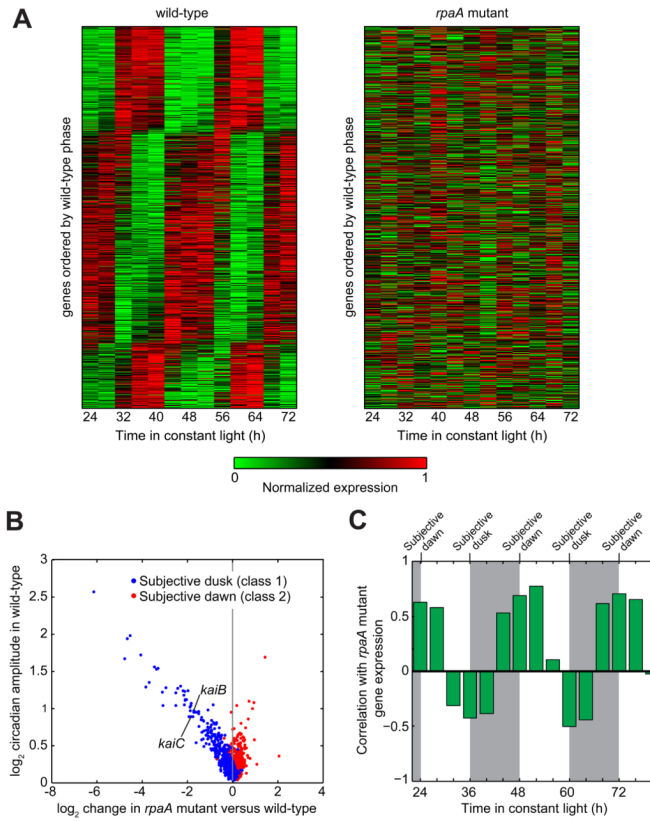 A
wild-type
rpaA mutant
genes ordered by wild-type phase
genes ordered by wild-type phase
24 32 40 48 56 64 72
24 32 40 48 56 64 72
Time in constant light (h)
Time in constant light (h)
0 1
Normalized expression
B
3
2.5
2
1.5
1
0.5
0
log2 circadian amplitude in wild-type
Subjective dusk (class 1)
Subjective dawn (class 2)
kaiB
kaiC
-6 -4 -2 0 2 4
log2 change in rpaA mutant versus wild-type
C
Subjective
dawn
Subjective
dusk
Subjective
dawn
Subjective
dusk
Subjective
dawn
1
0.5
0
−0.5
−1
Correlation with rpaA mutant
gene expression
24 36 48 60 72
Time in constant light (h)